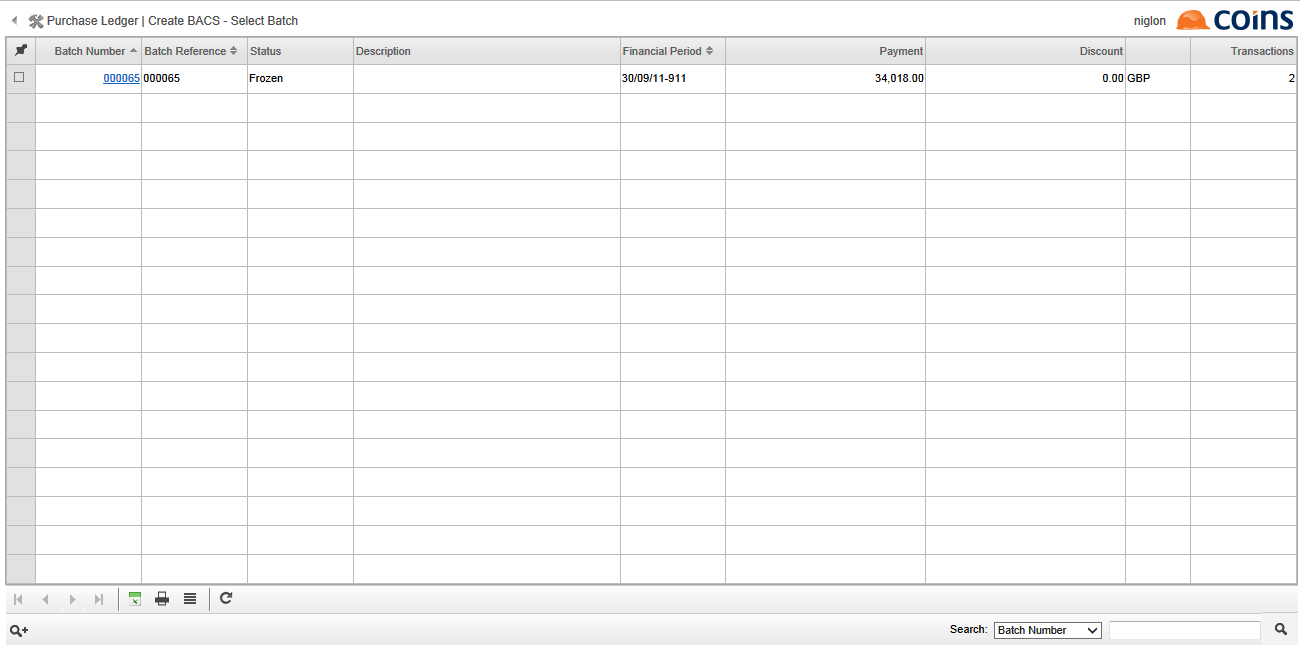 Purchase Ledger | Create BACS - Select Batch niglon coins
Batch Number Batch Reference Status Description Financial Period Payment Discount Transactions
000065 000065 Frozen 30/09/11-911 34,018.00 0.00 GBP 2
Search: Batch Number